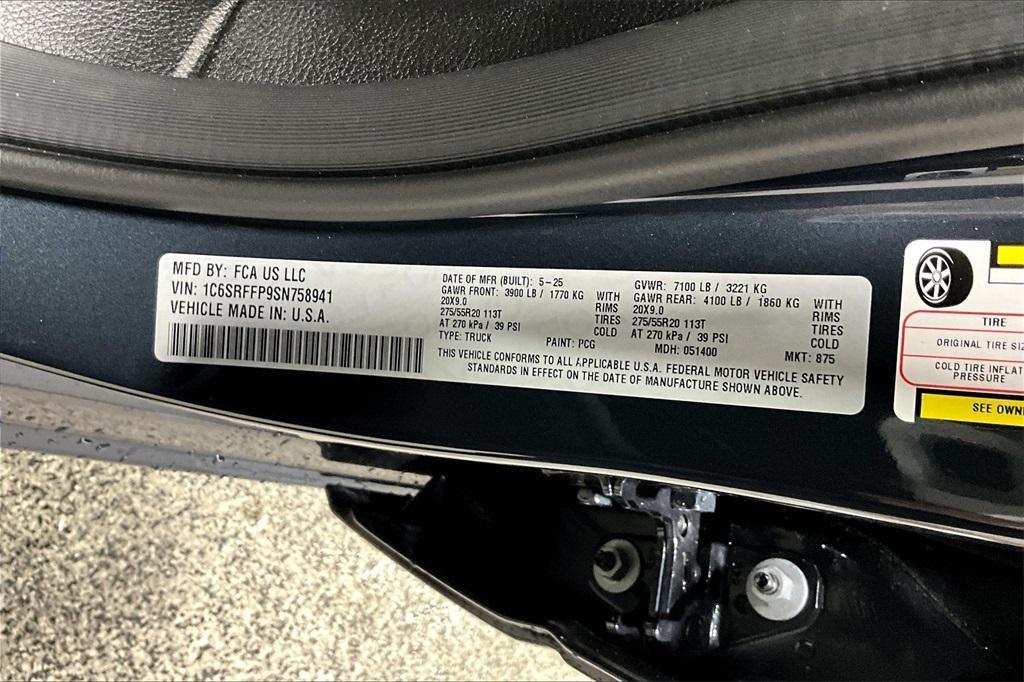 MFD BY: FCA US LLC
VIN: 1C6SRFFP9SN758941
VEHICLE MADE IN: U.S.A.
DATE OF MFR (BUILT): 5-25
GAWR FRONT: 3900 LB / 1770 KG WITH
20X9.0 RIMS
275/55R20 113T TIRES
AT 270 kPa / 39 PSI COLD
TYPE: TRUCK PAINT: PCG
GVWR: 7100 LB / 3221 KG
GAWR REAR: 4100 LB / 1860 KG WITH
20X9.0 RIMS
275/55R20 113T TIRES
AT 270 kPa / 39 PSI COLD
MDH: 051400 MKT: 875
THIS VEHICLE CONFORMS TO ALL APPLICABLE U.S.A. FEDERAL MOTOR VEHICLE SAFETY
STANDARDS IN EFFECT ON THE DATE OF MANUFACTURE SHOWN ABOVE.
TIRE
ORIGINAL TIRE
COLD TIRE
PRESSURE
SEE